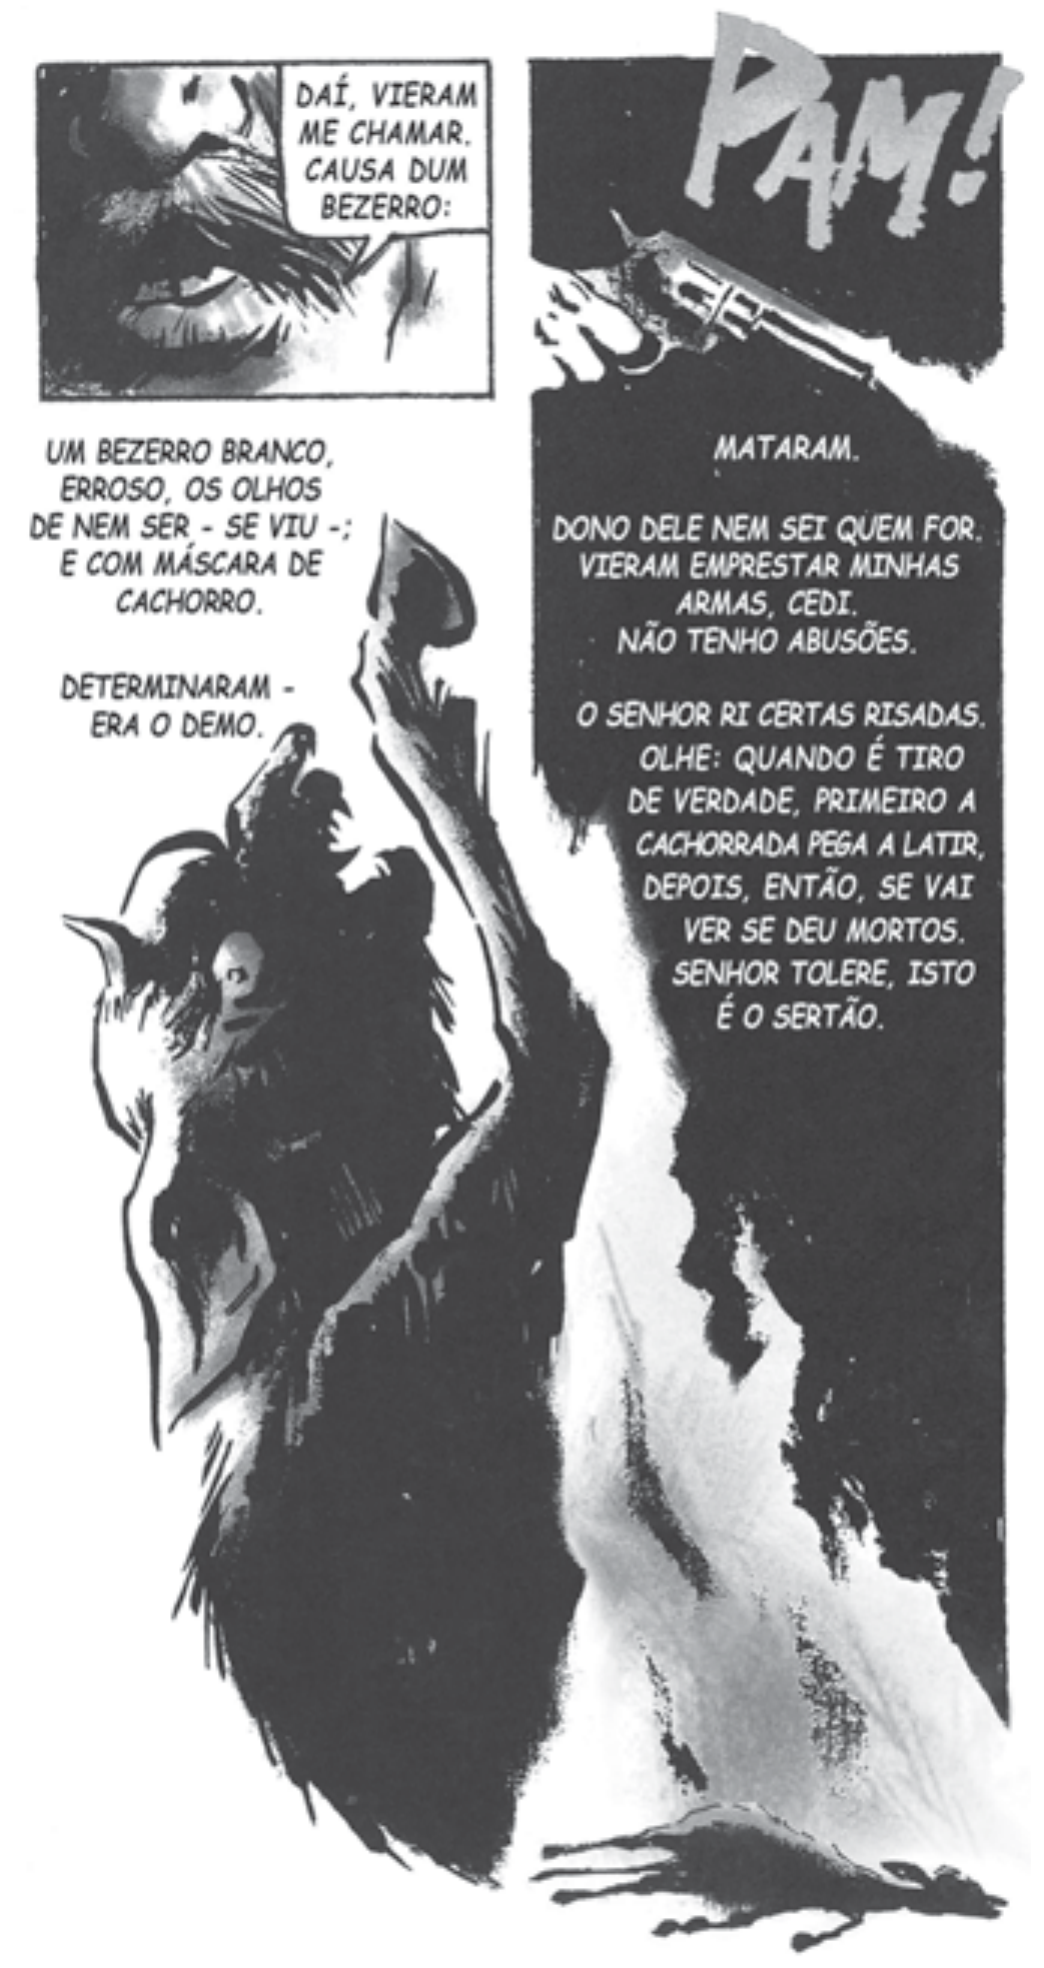 DAÍ, VIERAM
ME CHAMAR.
CAUSA DUM
BEZERRO:
UM BEZERRO BRANCO,
ERROSO, OS OLHOS
DE NEM SER - SE VIU -;
E COM MÁSCARA DE
CACHORRO.
DETERMINARAM -
ERA O DEMO.
PAM!
MATARAM.
DONO DELE NEM SEI QUEM FOR.
VIERAM EMPRESTAR MINHAS
ARMAS, CEDI.
NÃO TENHO ABUSÕES.
O SENHOR RI CERTAS RISADAS.
OLHE: QUANDO É TIRO
DE VERDADE, PRIMEIRO A
CACHORRADA PEGA A LATIR,
DEPOIS, ENTÃO, SE VAI
VER SE DEU MORTOS.
SENHOR TOLERE, ISTO
É O SERTÃO.